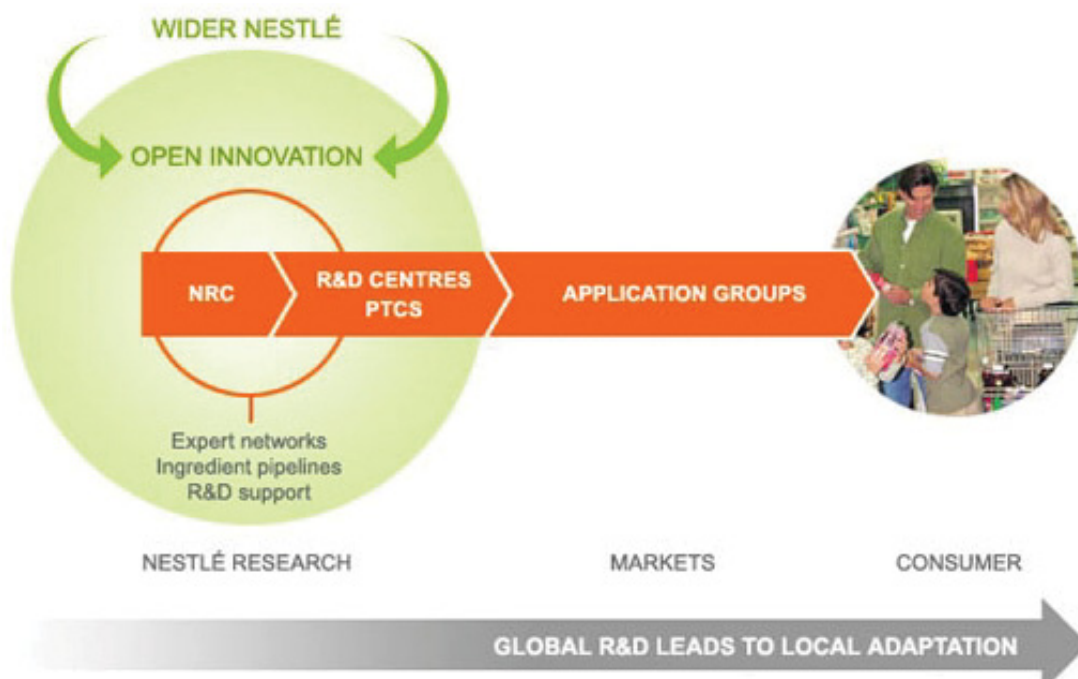 WIDER NESTLÉ
OPEN INNOVATION
NRC
R&D CENTRES
PTCS
APPLICATION GROUPS
Expert networks
Ingredient pipelines
R&D support
NESTLÉ RESEARCH
MARKETS
CONSUMER
GLOBAL R&D LEADS TO LOCAL ADAPTATION